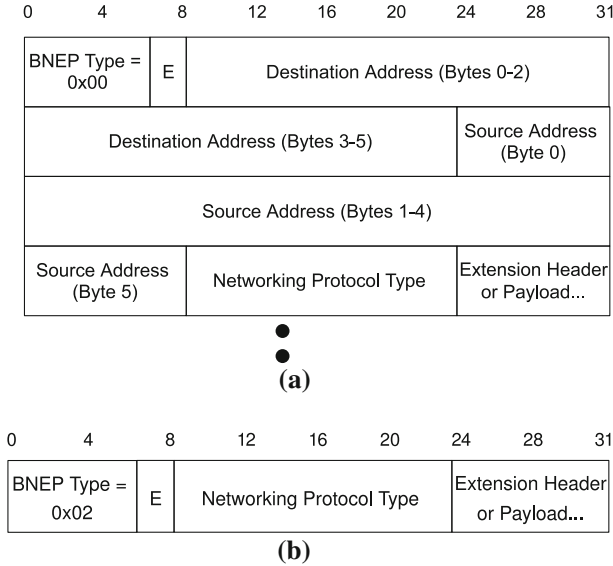 0 4 8 12 16 20 24 28 31
BNEP Type =
0x00
E
Destination Address (Bytes 0-2)
Destination Address (Bytes 3-5)
Source Address
(Byte 0)
Source Address (Bytes 1-4)
Source Address
(Byte 5)
Networking Protocol Type
Extension Header
or Payload...
(a)
0 4 8 12 16 20 24 28 31
BNEP Type =
0x02
E
Networking Protocol Type
Extension Header
or Payload...
(b)